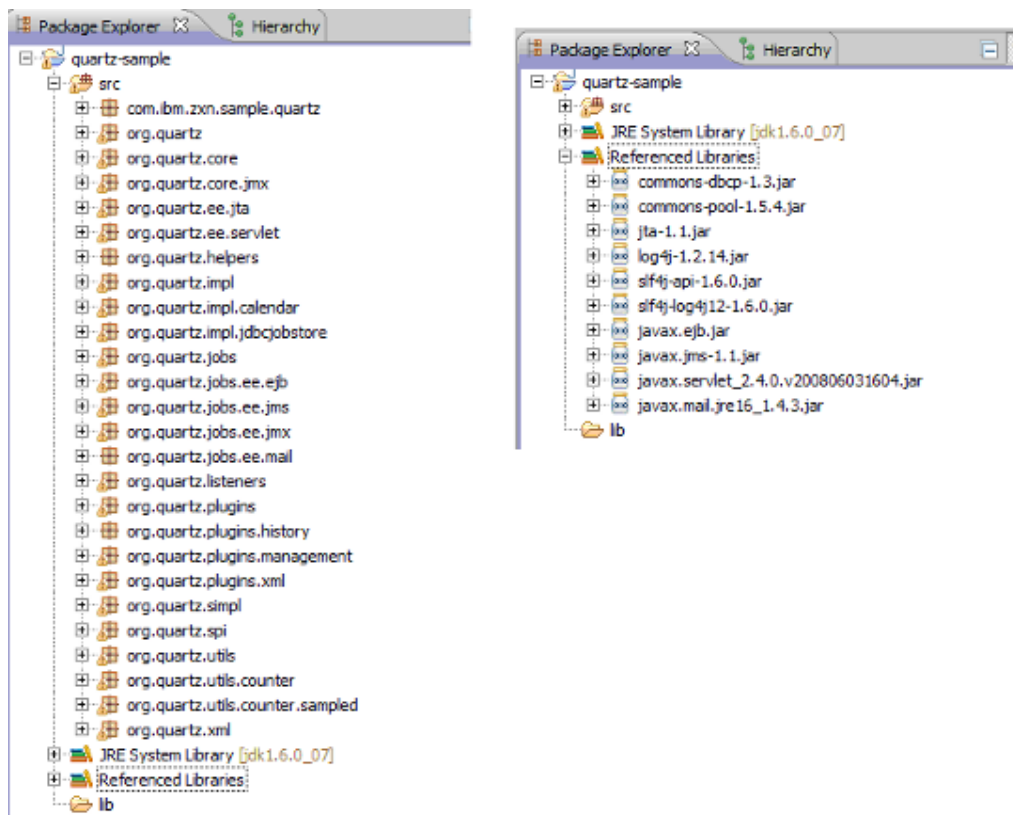 Package Explorer
Hierarchy
quartz-sample
src
com.ibm.zxn.sample.quartz
org.quartz
org.quartz.core
org.quartz.core.jmx
org.quartz.ee.jta
org.quartz.ee.servlet
org.quartz.helpers
org.quartz.impl
org.quartz.impl.calendar
org.quartz.impl.jdbcjobstore
org.quartz.jobs
org.quartz.jobs.ee.ejb
org.quartz.jobs.ee.jms
org.quartz.jobs.ee.jmx
org.quartz.jobs.ee.mail
org.quartz.listeners
org.quartz.plugins
org.quartz.plugins.history
org.quartz.plugins.management
org.quartz.plugins.xml
org.quartz.simpl
org.quartz.spi
org.quartz.utils
org.quartz.utils.counter
org.quartz.utils.counter.sampled
org.quartz.xml
JRE System Library [jdk1.6.0_07]
Referenced Libraries
lib
Package Explorer
Hierarchy
quartz-sample
src
JRE System Library [jdk1.6.0_07]
Referenced Libraries
commons-dbcp-1.3.jar
commons-pool-1.5.4.jar
jta-1.1.jar
log4j-1.2.14.jar
slf4j-api-1.6.0.jar
slf4j-log4j12-1.6.0.jar
javax.ejb.jar
javax.jms-1.1.jar
javax.servlet_2.4.0.v200806031604.jar
javax.mail.jre16_1.4.3.jar
lib